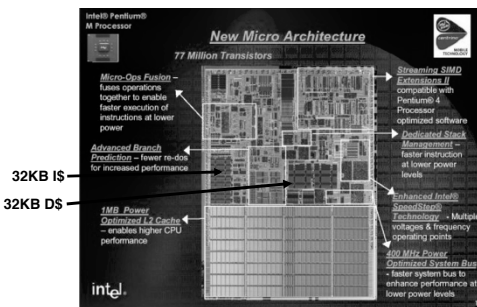 Intel® Pentium®
M Processor
New Micro Architecture
77 Million Transistors
Micro-Ops Fusion –
fuses operations
together to enable
faster execution of
instructions at lower
power
Advanced Branch
Prediction – fewer re-dos
for increased performance
32KB I$
32KB D$
1MB Power
Optimized L2 Cache
– enables higher CPU
performance
intel®
MOBILE
TECHNOLOGY
Streaming SIMD
Extensions II
compatible with
Pentium® 4
Processor
optimized software
Dedicated Stack
Management –
faster instruction
at lower power
levels
Enhanced Intel®
SpeedStep®
Technology - Multiple
voltages & frequency
operating points
400 MHz Power
Optimized System Bus
- faster system bus to
enhance performance at
lower power levels